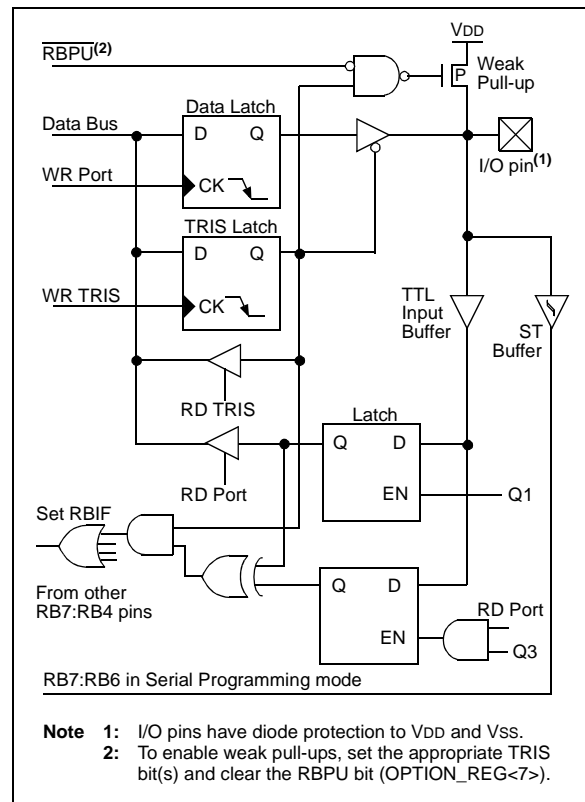 VDD
RBPU(2)
Weak
Pull-up
P
Data Latch
Data Bus
D Q
I/O pin(1)
WR Port
CK
TRIS Latch
D Q
WR TRIS
CK
TTL
Input
Buffer
ST
Buffer
RD TRIS
Latch
Q D
RD Port
EN
Q1
Set RBIF
From other
RB7:RB4 pins
Q D
RD Port
EN
Q3
RB7:RB6 in Serial Programming mode
Note 1: I/O pins have diode protection to VDD and VSS.
2: To enable weak pull-ups, set the appropriate TRIS
bit(s) and clear the RBPU bit (OPTION_REG<7>).